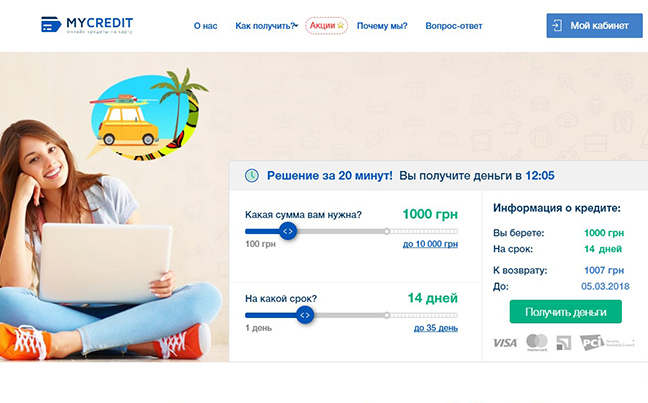 MYCREDIT
онлайн кредиты на карту
О нас
Как получить?
Акции
Почему мы?
Вопрос-ответ
Мой кабинет
Решение за 20 минут! Вы получите деньги в 12:05
Какая сумма вам нужна? 1000 грн
100 грн до 10 000 грн
На какой срок? 14 дней
1 день до 35 день
Информация о кредите:
Вы берете: 1000 грн
На срок: 14 дней
К возврату: 1007 грн
До: 05.03.2018
Получить деньги
VISA
PCI